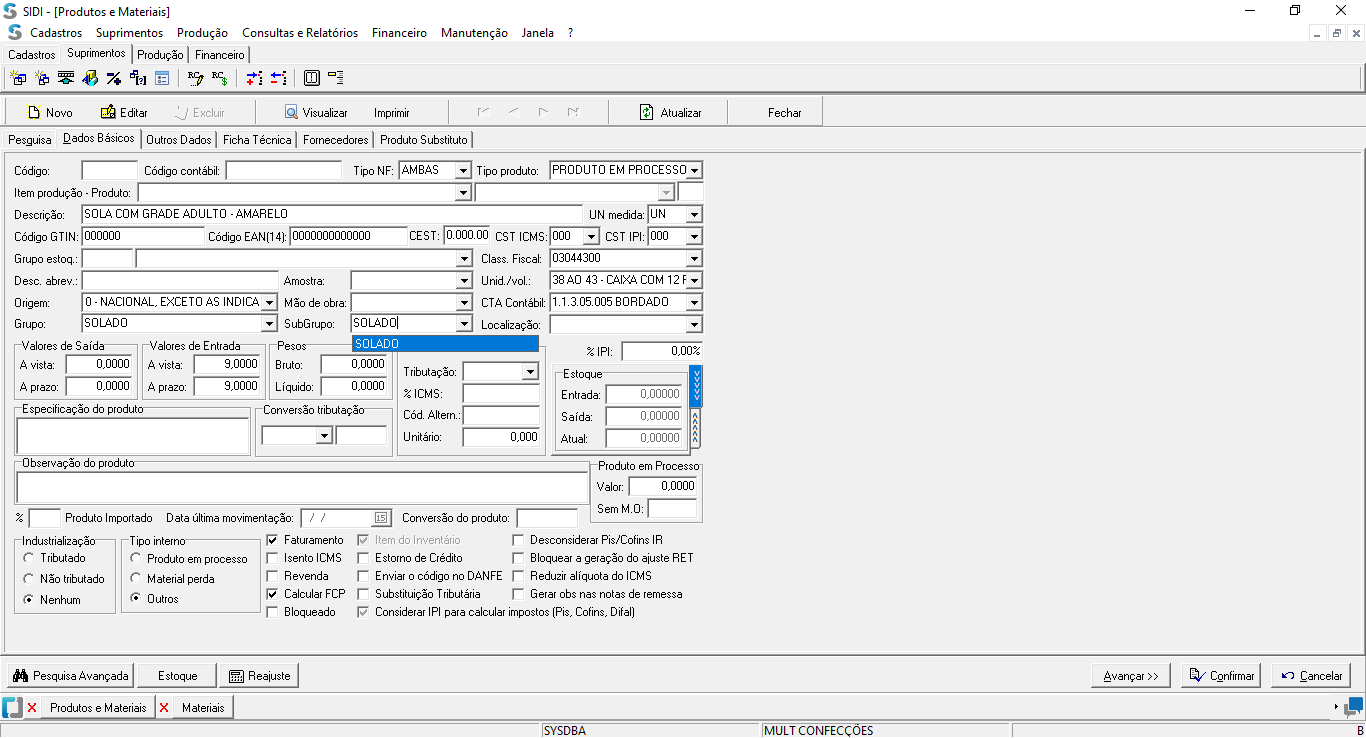 SIDI - [Produtos e Materiais]
Cadastros Suprimentos Produção Consultas e Relatórios Financeiro Manutenção Janela ?
Cadastros Suprimentos Produção Financeiro
Novo Editar Excluir Visualizar Imprimir Atualizar Fechar
Pesquisa Dados Básicos Outros Dados Ficha Técnica Fornecedores Produto Substituto
Código: Código contábil: Tipo NF: AMBAS Tipo produto: PRODUTO EM PROCESSO
Item produção - Produto:
Descrição: SOLA COM GRADE ADULTO - AMARELO UN medida: UN
Código GTIN: 000000 Código EAN(14): 0000000000000 CEST: 0.000.00 CST ICMS: 000 CST IPI: 000
Grupo estoq.: Class. Fiscal: 03044300
Desc. abrev.: Amostra: Unid./vol.: 38 AO 43 - CAIXA COM 12 F
Origem: 0 - NACIONAL, EXCETO AS INDICA Mão de obra: CTA Contábil: 1.1.3.05.005 BORDADO
Grupo: SOLADO SubGrupo: SOLADO Localização:
SOLADO
Valores de Saída Valores de Entrada Pesos % IPI: 0,00%
A vista: 0,0000 A vista: 9,0000 Bruto: 0,0000 Tributação: Estoque
A prazo: 0,0000 A prazo: 9,0000 Líquido: 0,0000 % ICMS: Entrada: 0,00000
Especificação do produto Conversão tributação Cód. Altern.: Saída: 0,00000
Unitário: 0,000 Atual: 0,00000
Observação do produto Produto em Processo
Valor: 0,0000
Sem M.O:
% Produto Importado Data última movimentação: / / 15 Conversão do produto:
Industrialização Tipo interno Faturamento Item do Inventário Desconsiderar Pis/Cofins IR
Tributado Produto em processo Isento ICMS Estorno de Crédito Bloquear a geração do ajuste RET
Não tributado Material perda Revenda Enviar o código no DANFE Reduzir alíquota do ICMS
Nenhum Outros Calcular FCP Substituição Tributária Gerar obs nas notas de remessa
Bloqueado Considerar IPI para calcular impostos (Pis, Cofins, Difal)
Pesquisa Avançada Estoque Reajuste Avançar >> Confirmar Cancelar
Produtos e Materiais Materiais
SYSDBA MULT CONFECÇÕES B